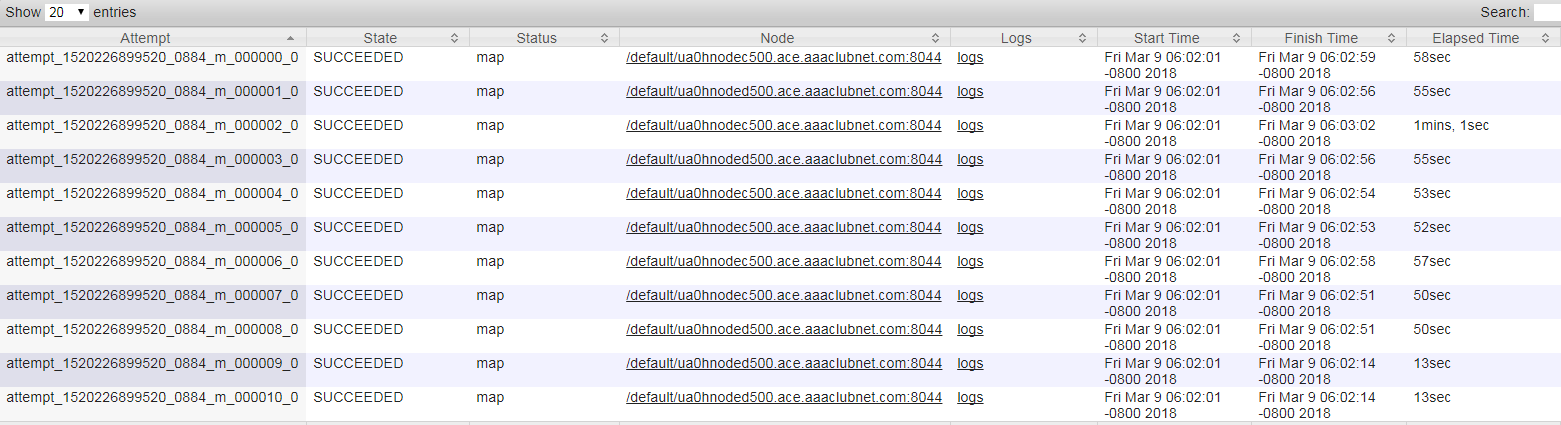 Show 20 entries Search:
Attempt State Status Node Logs Start Time Finish Time Elapsed Time
attempt_1520226899520_0884_m_000000_0 SUCCEEDED map /default/ua0hnodec500.ace.aaaclubnet.com:8044 logs Fri Mar 9 06:02:01 Fri Mar 9 06:02:59 58sec
-0800 2018 -0800 2018
attempt_1520226899520_0884_m_000001_0 SUCCEEDED map /default/ua0hnoded500.ace.aaaclubnet.com:8044 logs Fri Mar 9 06:02:01 Fri Mar 9 06:02:56 55sec
-0800 2018 -0800 2018
attempt_1520226899520_0884_m_000002_0 SUCCEEDED map /default/ua0hnodec500.ace.aaaclubnet.com:8044 logs Fri Mar 9 06:02:01 Fri Mar 9 06:03:02 1mins, 1sec
-0800 2018 -0800 2018
attempt_1520226899520_0884_m_000003_0 SUCCEEDED map /default/ua0hnoded500.ace.aaaclubnet.com:8044 logs Fri Mar 9 06:02:01 Fri Mar 9 06:02:56 55sec
-0800 2018 -0800 2018
attempt_1520226899520_0884_m_000004_0 SUCCEEDED map /default/ua0hnoded500.ace.aaaclubnet.com:8044 logs Fri Mar 9 06:02:01 Fri Mar 9 06:02:54 53sec
-0800 2018 -0800 2018
attempt_1520226899520_0884_m_000005_0 SUCCEEDED map /default/ua0hnodec500.ace.aaaclubnet.com:8044 logs Fri Mar 9 06:02:01 Fri Mar 9 06:02:53 52sec
-0800 2018 -0800 2018
attempt_1520226899520_0884_m_000006_0 SUCCEEDED map /default/ua0hnodec500.ace.aaaclubnet.com:8044 logs Fri Mar 9 06:02:01 Fri Mar 9 06:02:58 57sec
-0800 2018 -0800 2018
attempt_1520226899520_0884_m_000007_0 SUCCEEDED map /default/ua0hnodec500.ace.aaaclubnet.com:8044 logs Fri Mar 9 06:02:01 Fri Mar 9 06:02:51 50sec
-0800 2018 -0800 2018
attempt_1520226899520_0884_m_000008_0 SUCCEEDED map /default/ua0hnoded500.ace.aaaclubnet.com:8044 logs Fri Mar 9 06:02:01 Fri Mar 9 06:02:51 50sec
-0800 2018 -0800 2018
attempt_1520226899520_0884_m_000009_0 SUCCEEDED map /default/ua0hnoded500.ace.aaaclubnet.com:8044 logs Fri Mar 9 06:02:01 Fri Mar 9 06:02:14 13sec
-0800 2018 -0800 2018
attempt_1520226899520_0884_m_000010_0 SUCCEEDED map /default/ua0hnoded500.ace.aaaclubnet.com:8044 logs Fri Mar 9 06:02:01 Fri Mar 9 06:02:14 13sec
-0800 2018 -0800 2018